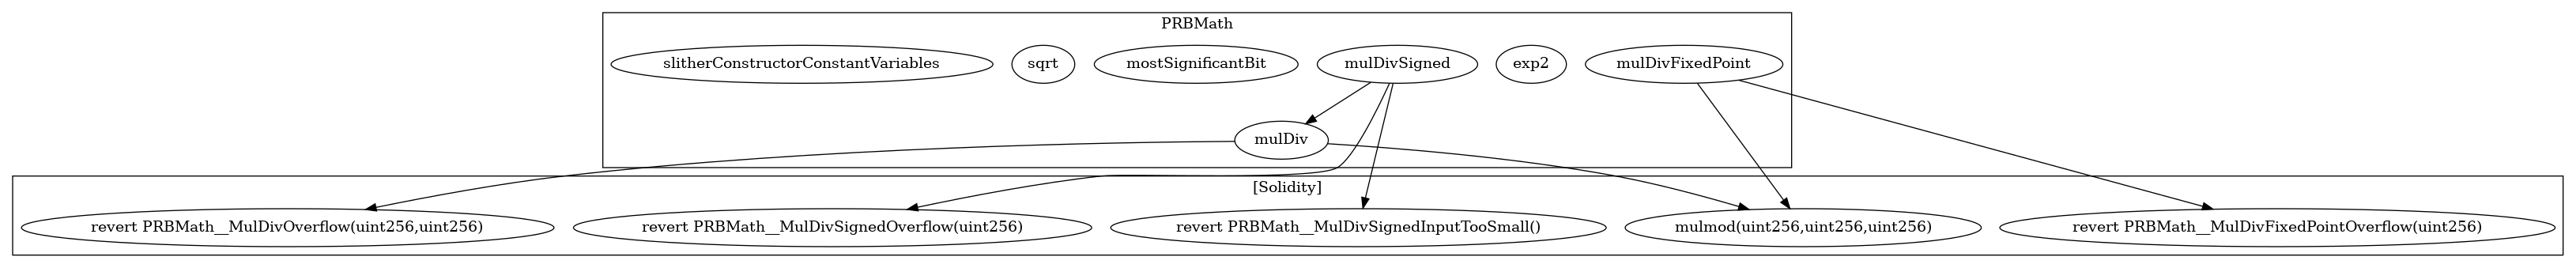 PRBMath
slitherConstructorConstantVariables
sqrt
mostSignificantBit
mulDivSigned
exp2
mulDivFixedPoint
mulDiv
[Solidity]
revert PRBMath__MulDivOverflow(uint256,uint256)
revert PRBMath__MulDivSignedOverflow(uint256)
revert PRBMath__MulDivSignedInputTooSmall()
mulmod(uint256,uint256,uint256)
revert PRBMath__MulDivFixedPointOverflow(uint256)